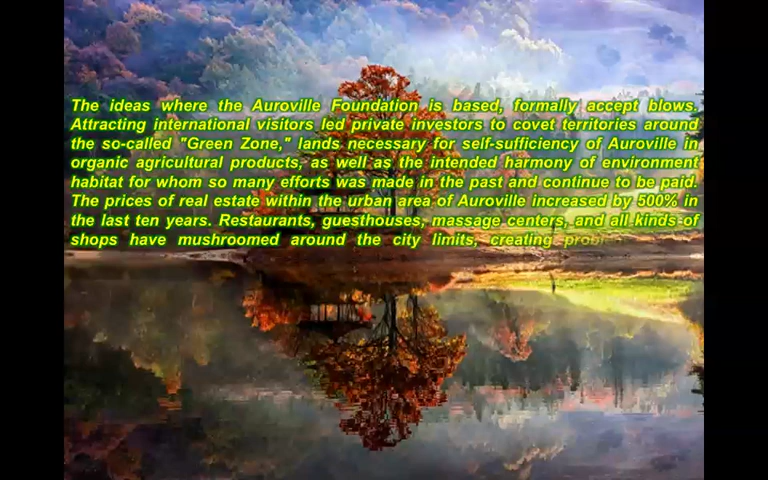 The ideas where the Auroville Foundation is based, formally accept blows.
Attracting international visitors led private investors to covet territories around
the so-called "Green Zone," lands necessary for self-sufficiency of Auroville in
organic agricultural products, as well as the intended harmony of environment
habitat for whom so many efforts was made in the past and continue to be paid.
The prices of real estate within the urban area of Auroville increased by 500% in
the last ten years. Restaurants, guesthouses, massage centers, and all kinds of
shops have mushroomed around the city limits, creating